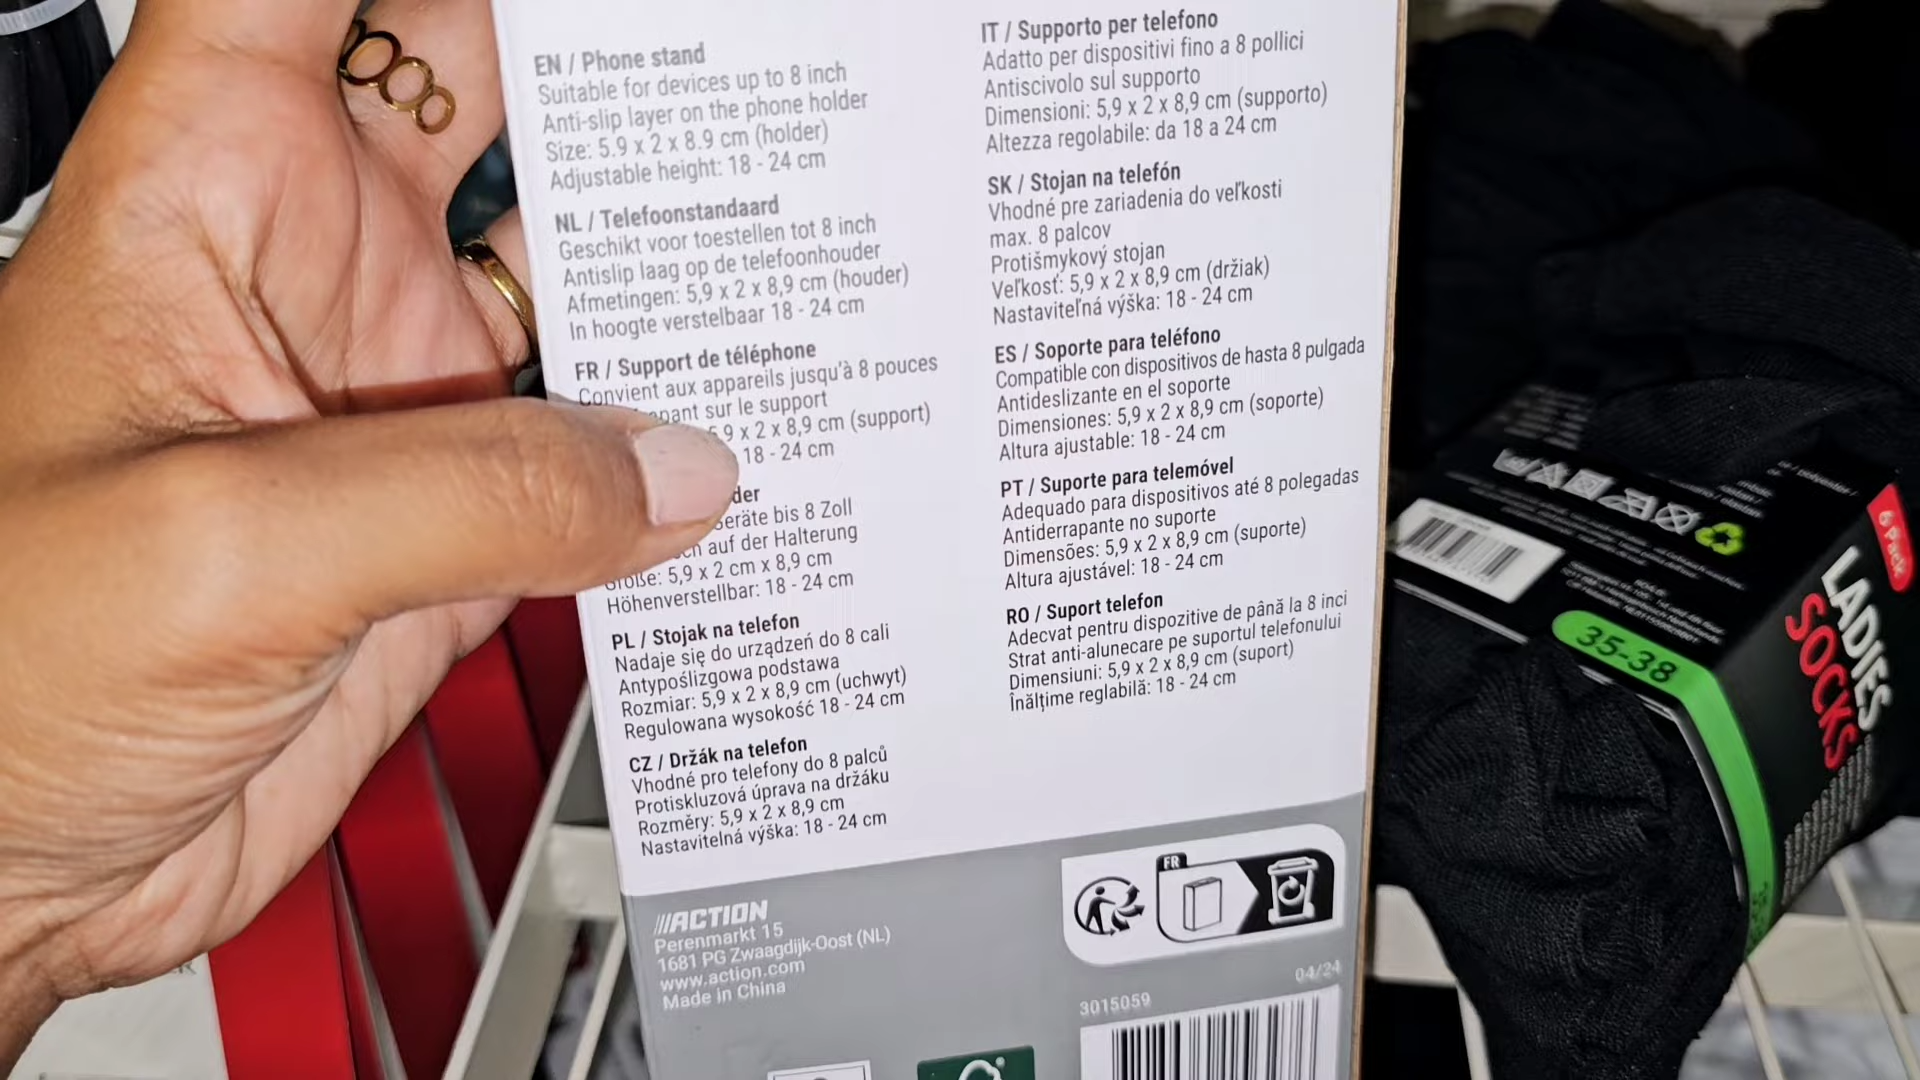 EN / Phone stand
Suitable for devices up to 8 inch
Anti-slip layer on the phone holder
Size: 5.9 x 2 x 8.9 cm (holder)
Adjustable height: 18 - 24 cm
NL / Telefoonstandaard
Geschikt voor toestellen tot 8 inch
Antislip laag op de telefoonhouder
Afmetingen: 5,9 x 2 x 8,9 cm (houder)
In hoogte verstelbaar 18 - 24 cm
FR / Support de téléphone
Convient aux appareils jusqu'à 8 pouces
sur le support
5,9 x 2 x 8,9 cm (support)
18 - 24 cm
bis 8 Zoll
auf der Halterung
Größe: 5,9 x 2 cm x 8,9 cm
Höhenverstellbar: 18 - 24 cm
PL / Stojak na telefon
Nadaje się do urządzeń do 8 cali
Antypoślizgowa podstawa
Rozmiar: 5,9 x 2 x 8,9 cm (uchwyt)
Regulowana wysokość 18 - 24 cm
CZ / Držák na telefon
Vhodné pro telefony do 8 palců
Protiskluzová úprava na držáku
Rozměry: 5,9 x 2 x 8,9 cm
Nastavitelná výška: 18 - 24 cm
IT / Supporto per telefono
Adatto per dispositivi fino a 8 pollici
Antiscivolo sul supporto
Dimensioni: 5,9 x 2 x 8,9 cm (supporto)
Altezza regolabile: da 18 a 24 cm
SK / Stojan na telefón
Vhodné pre zariadenia do veľkosti
max. 8 palcov
Protišmykový stojan
Veľkosť: 5,9 x 2 x 8,9 cm (držiak)
Nastaviteľná výška: 18 - 24 cm
ES / Soporte para teléfono
Compatible con dispositivos de hasta 8 pulgada
Antideslizante en el soporte
Dimensiones: 5,9 x 2 x 8,9 cm (soporte)
Altura ajustable: 18 - 24 cm
PT / Suporte para telemóvel
Adequado para dispositivos até 8 polegadas
Antiderrapante no suporte
Dimensões: 5,9 x 2 x 8,9 cm (suporte)
Altura ajustável: 18 - 24 cm
RO / Suport telefon
Adecvat pentru dispozitive de până la 8 inci
Strat anti-alunecare pe suportul telefonului
Dimensiuni: 5,9 x 2 x 8,9 cm (suport)
Înălțime reglabilă: 18 - 24 cm
ACTION
Perenmarkt 15
1681 PG Zwaagdijk-Oost (NL)
www.action.com
Made in China
FR
04/24
3015059
6 Pack
LADIES
SOCKS
35-38